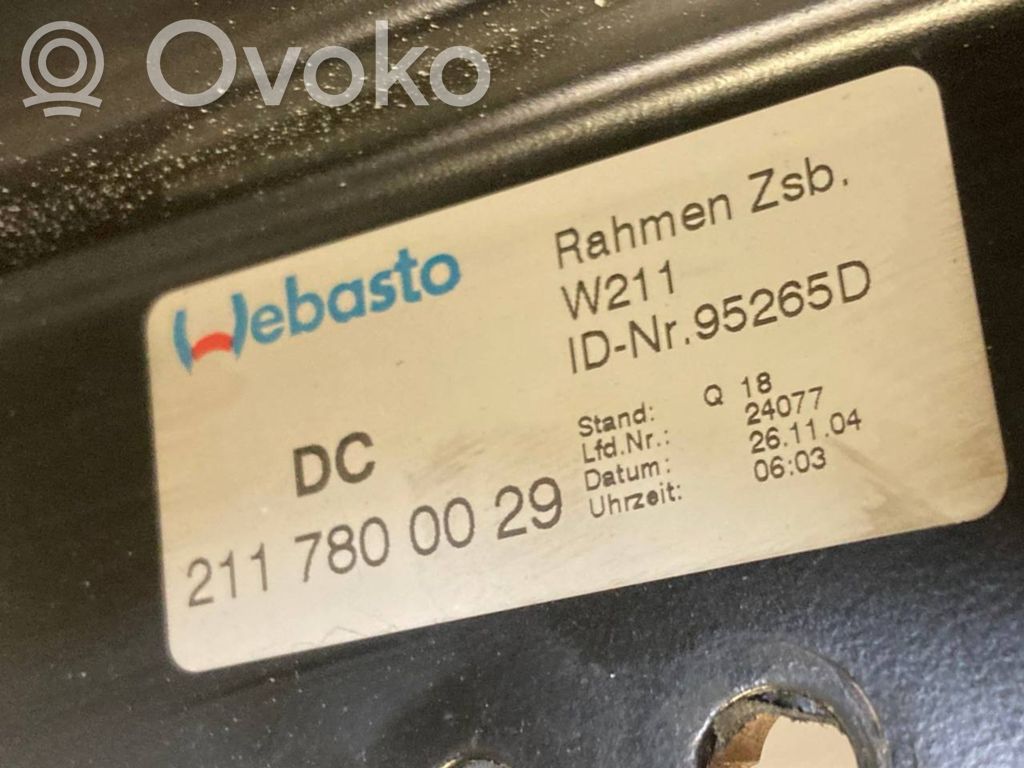 Ovoko
Webasto
Rahmen Zsb.
W211
ID-Nr.95265D
DC
211 780 00 29
Stand: Q 18
Lfd.Nr.: 24077
Datum: 26.11.04
Uhrzeit: 06:03